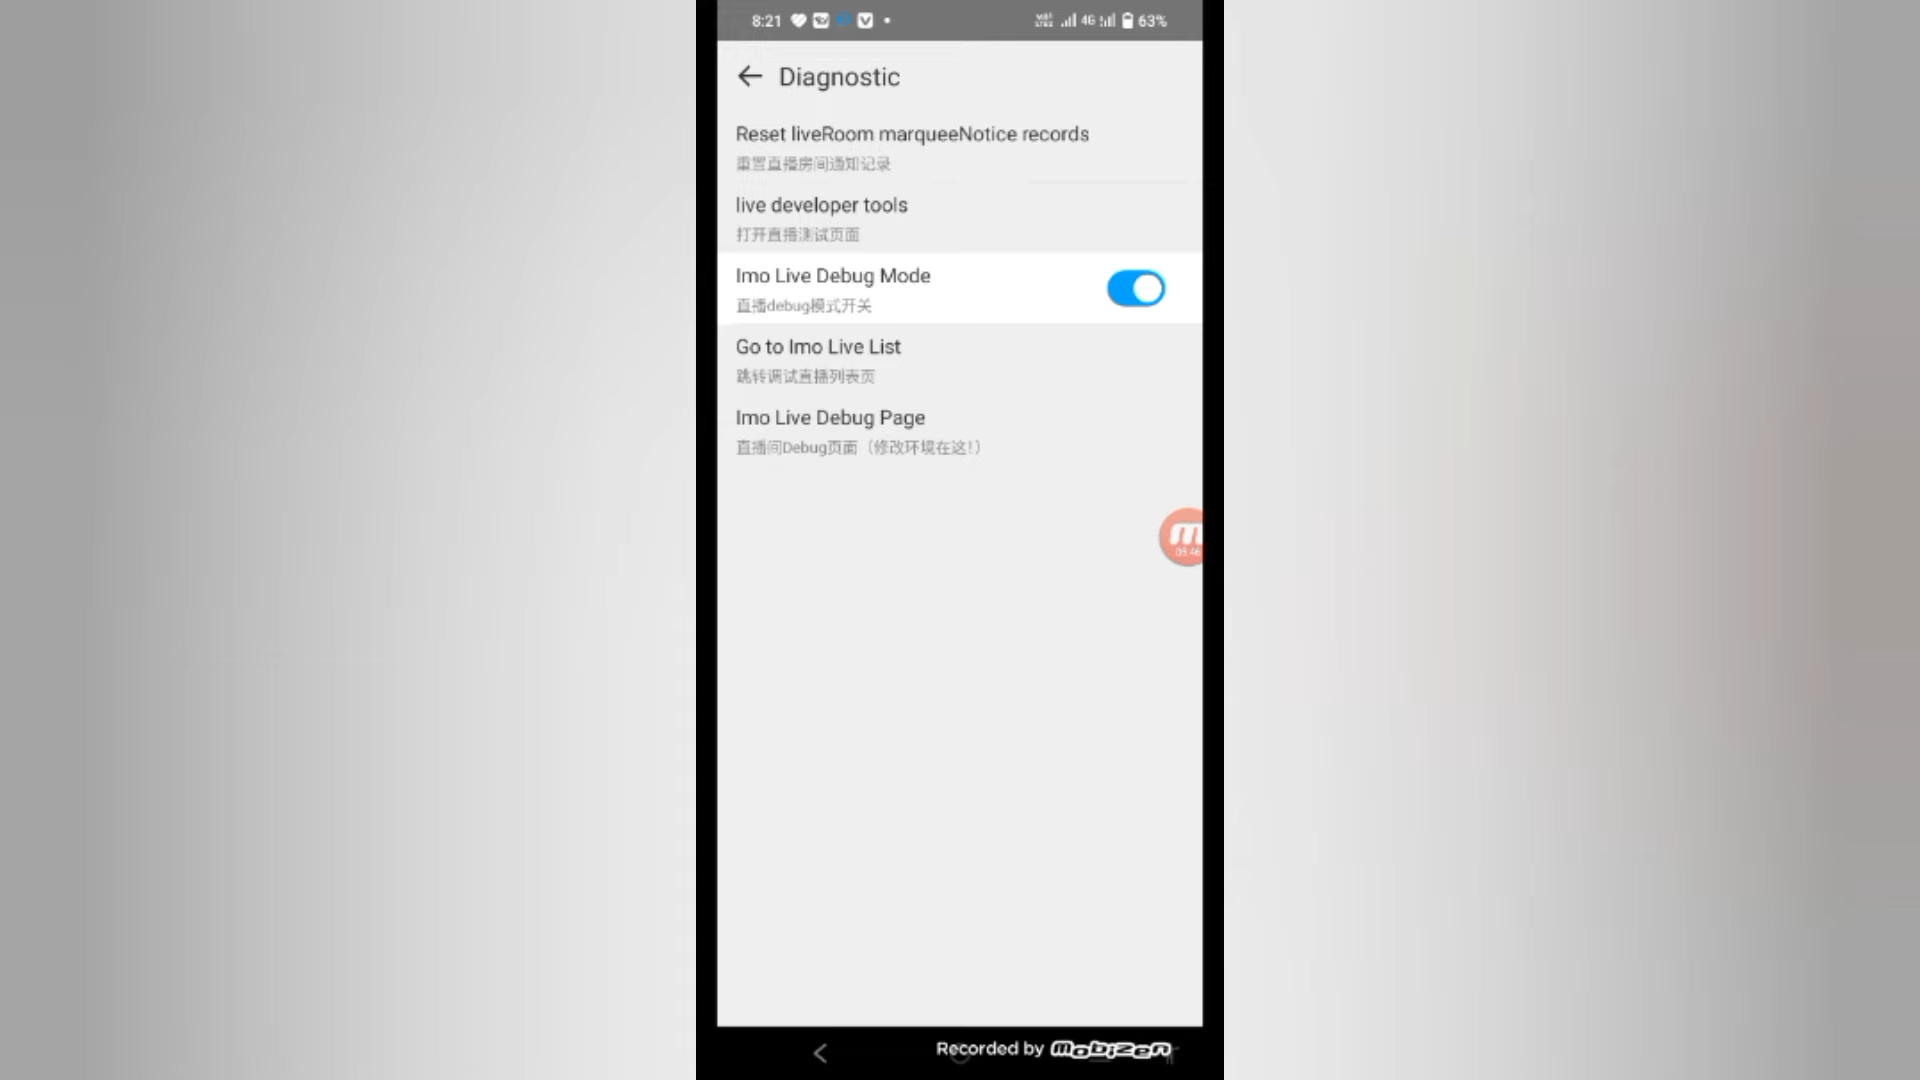 8:21
4G
63%
Diagnostic
Reset liveRoom marqueeNotice records
重置直播房间通知记录
live developer tools
打开直播测试页面
Imo Live Debug Mode
直播debug模式开关
Go to Imo Live List
跳转调试直播列表页
Imo Live Debug Page
直播间Debug页面（修改环境在这!）
05:46
Recorded by mobizen